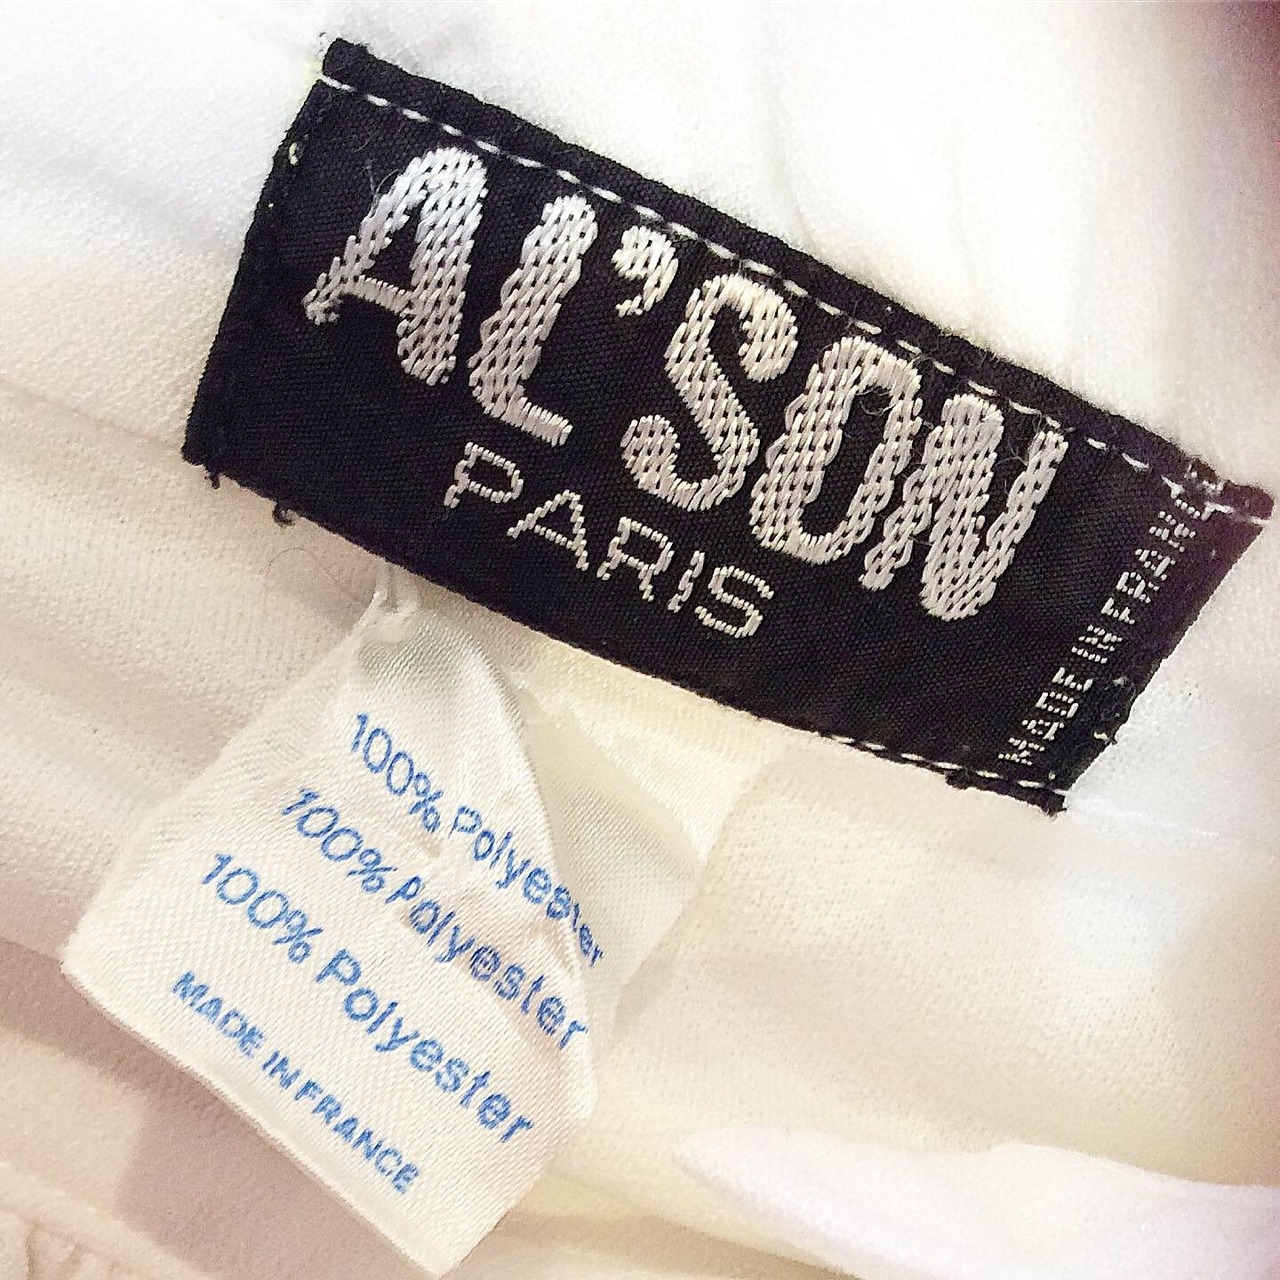 AL'SON
PARIS
MADE IN FRANCE
100% Polyester
100% Polyester
100% Polyester
MADE IN FRANCE